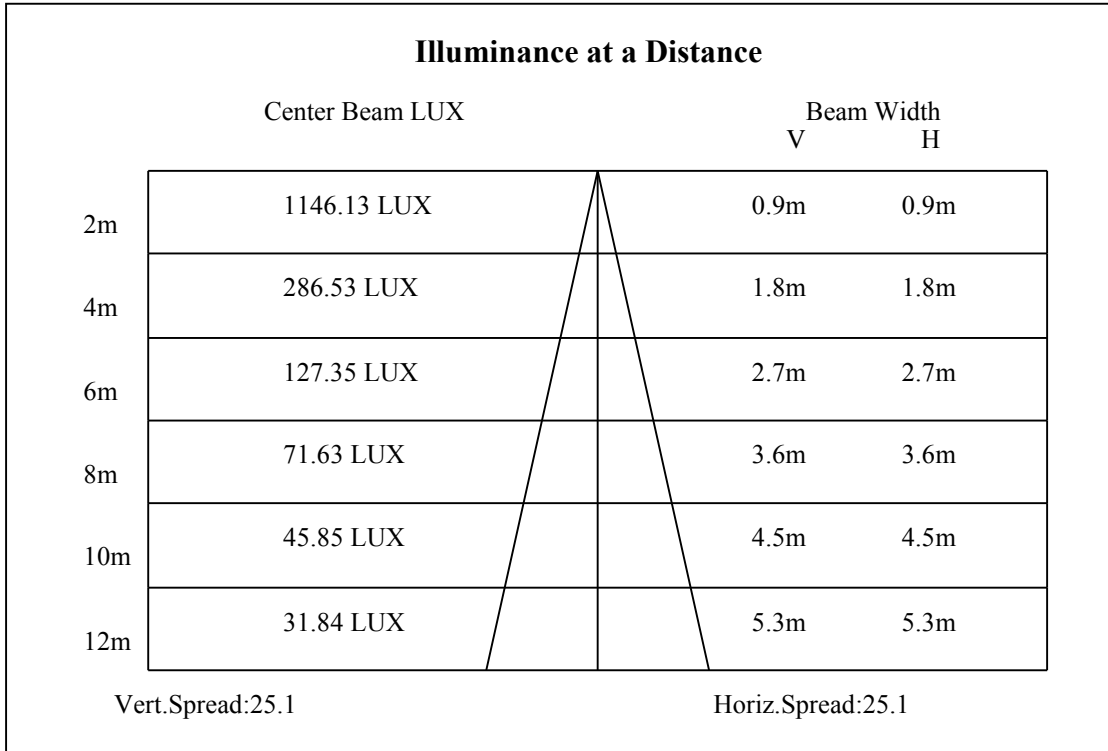 Illuminance at a Distance
Center Beam LUX Beam Width
V H
2m 1146.13 LUX 0.9m 0.9m
4m 286.53 LUX 1.8m 1.8m
6m 127.35 LUX 2.7m 2.7m
8m 71.63 LUX 3.6m 3.6m
10m 45.85 LUX 4.5m 4.5m
12m 31.84 LUX 5.3m 5.3m
Vert.Spread:25.1 Horiz.Spread:25.1